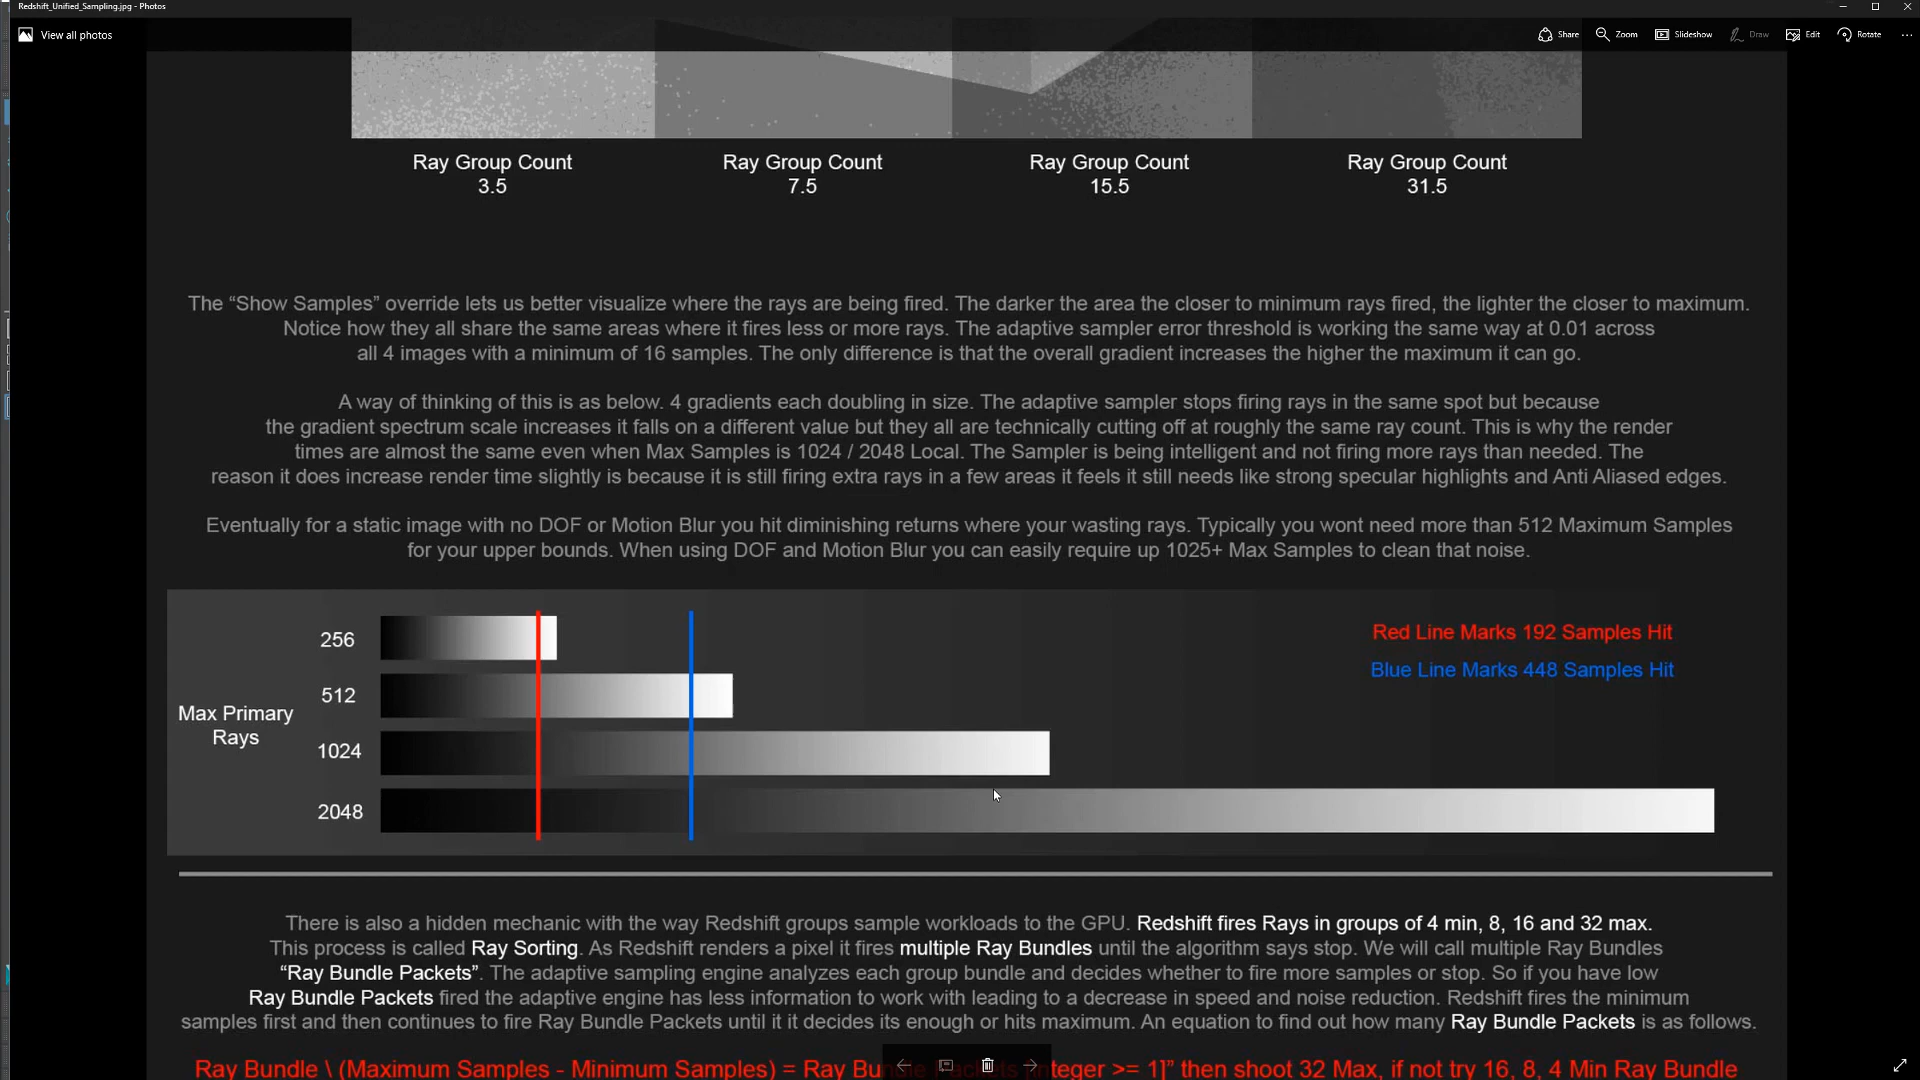 Redshift_Unified_Sampling.jpg - Photos
View all photos
Share
Zoom
Slideshow
Draw
Edit
Rotate
Ray Group Count
3.5
Ray Group Count
7.5
Ray Group Count
15.5
Ray Group Count
31.5
The “Show Samples” override lets us better visualize where the rays are being fired. The darker the area the closer to minimum rays fired, the lighter the closer to maximum.
Notice how they all share the same areas where it fires less or more rays. The adaptive sampler error threshold is working the same way at 0.01 across
all 4 images with a minimum of 16 samples. The only difference is that the overall gradient increases the higher the maximum it can go.
A way of thinking of this is as below. 4 gradients each doubling in size. The adaptive sampler stops firing rays in the same spot but because
the gradient spectrum scale increases it falls on a different value but they all are technically cutting off at roughly the same ray count. This is why the render
times are almost the same even when Max Samples is 1024 / 2048 Local. The Sampler is being intelligent and not firing more rays than needed. The
reason it does increase render time slightly is because it is still firing extra rays in a few areas it feels it still needs like strong specular highlights and Anti Aliased edges.
Eventually for a static image with no DOF or Motion Blur you hit diminishing returns where your wasting rays. Typically you wont need more than 512 Maximum Samples
for your upper bounds. When using DOF and Motion Blur you can easily require up 1025+ Max Samples to clean that noise.
Max Primary
Rays
256
512
1024
2048
Red Line Marks 192 Samples Hit
Blue Line Marks 448 Samples Hit
There is also a hidden mechanic with the way Redshift groups sample workloads to the GPU. Redshift fires Rays in groups of 4 min, 8, 16 and 32 max.
This process is called Ray Sorting. As Redshift renders a pixel it fires multiple Ray Bundles until the algorithm says stop. We will call multiple Ray Bundles
“Ray Bundle Packets”. The adaptive sampling engine analyzes each group bundle and decides whether to fire more samples or stop. So if you have low
Ray Bundle Packets fired the adaptive engine has less information to work with leading to a decrease in speed and noise reduction. Redshift fires the minimum
samples first and then continues to fire Ray Bundle Packets until it it decides its enough or hits maximum. An equation to find out how many Ray Bundle Packets is as follows.
Ray Bundle \ (Maximum Samples - Minimum Samples) = Ray >= 1]” then shoot 32 Max, if not try 16, 8, 4 Min Ray Bundle